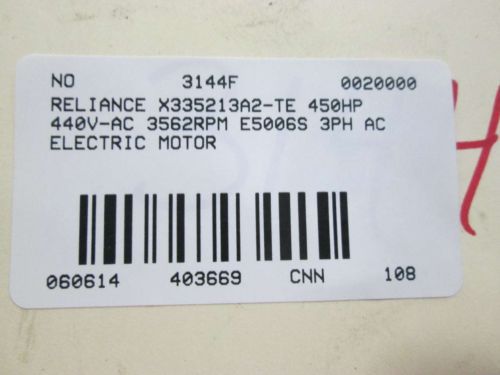 NO 3144F 0020000
RELIANCE X335213A2-TE 450HP
440V-AC 3562RPM E5006S 3PH AC
ELECTRIC MOTOR
060614 403669 CNN 108